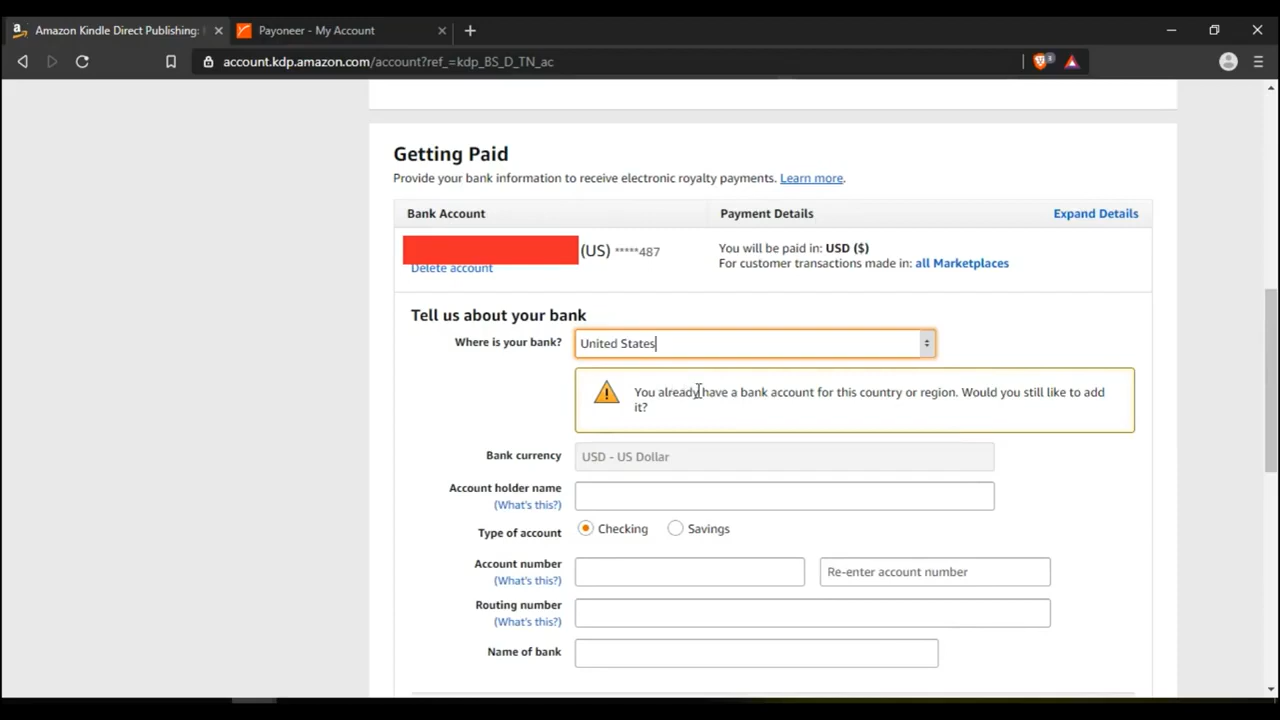 Amazon Kindle Direct Publishing:
Payoneer - My Account
account.kdp.amazon.com/account?ref_=kdp_BS_D_TN_ac
Getting Paid
Provide your bank information to receive electronic royalty payments. Learn more.
Bank Account Payment Details Expand Details
(US) *****487 You will be paid in: USD ($)
Delete account For customer transactions made in: all Marketplaces
Tell us about your bank
Where is your bank? United States
You already have a bank account for this country or region. Would you still like to add
it?
Bank currency USD - US Dollar
Account holder name
(What's this?)
Type of account Checking Savings
Account number Re-enter account number
(What's this?)
Routing number
(What's this?)
Name of bank